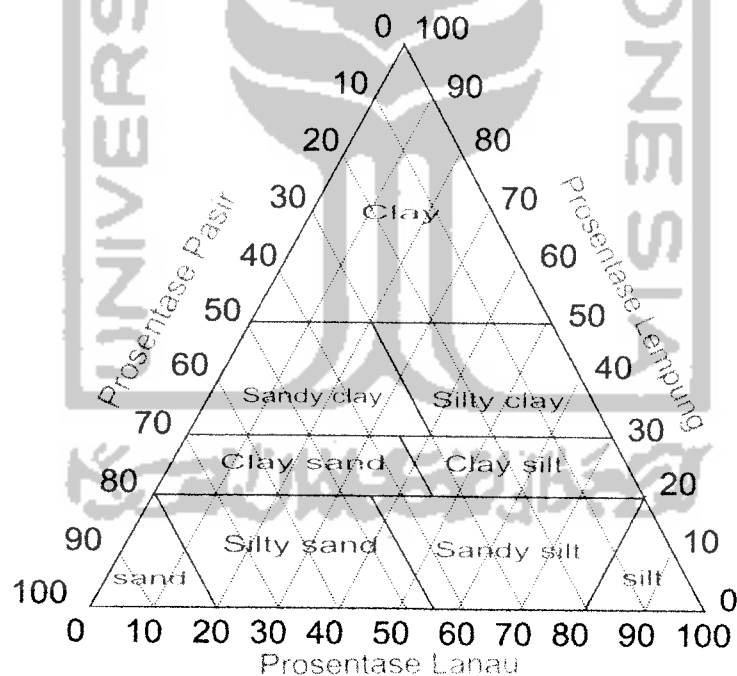 0 100
10 90
20 80
30 70
Clay
40 60
50 50
60 40
Sandy clay Silty clay
70 30
Clay sand Clay silt
80 20
90 Silty sand Sandy silt 10
sand silt
100 0
0 10 20 30 40 50 60 70 80 90 100
Prosentase Lanau
Prosentase Pasir
Prosentase Lempung
UNIVERS
ONESIA